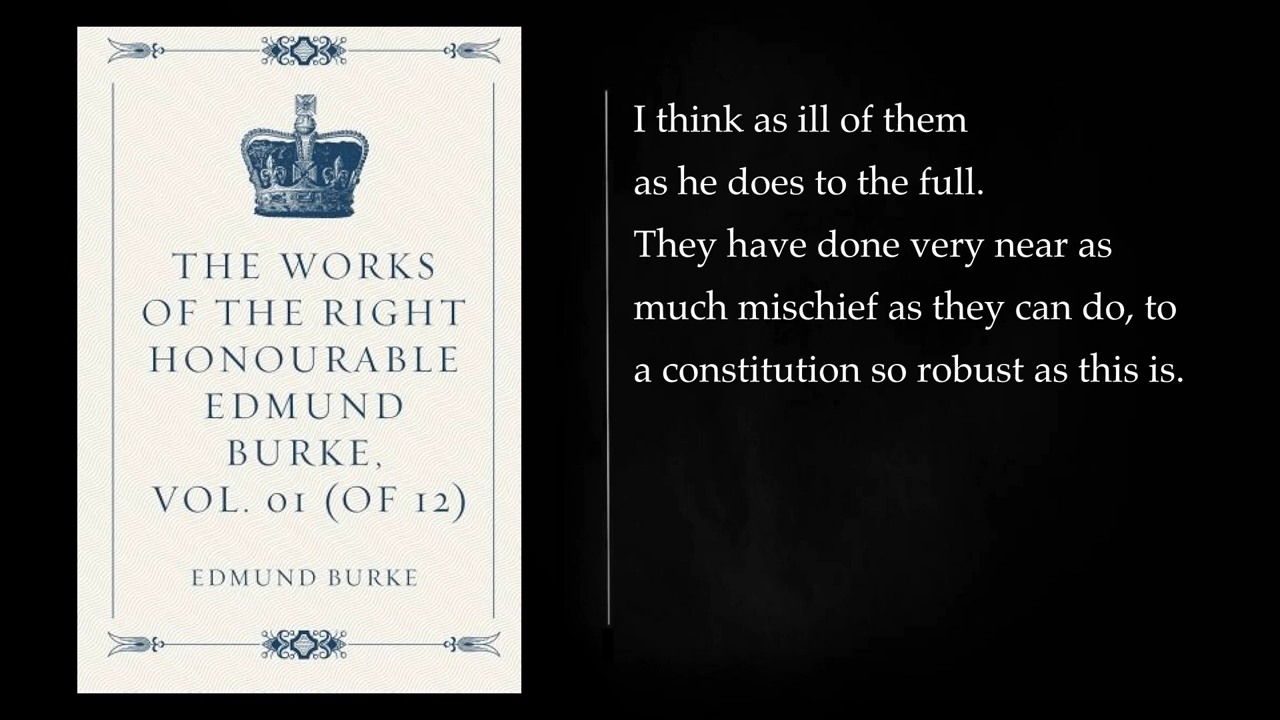 THE WORKS
OF THE RIGHT
HONOURABLE
EDMUND
BURKE,
VOL. 01 (OF 12)
EDMUND BURKE
I think as ill of them
as he does to the full.
They have done very near as
much mischief as they can do, to
a constitution so robust as this is.